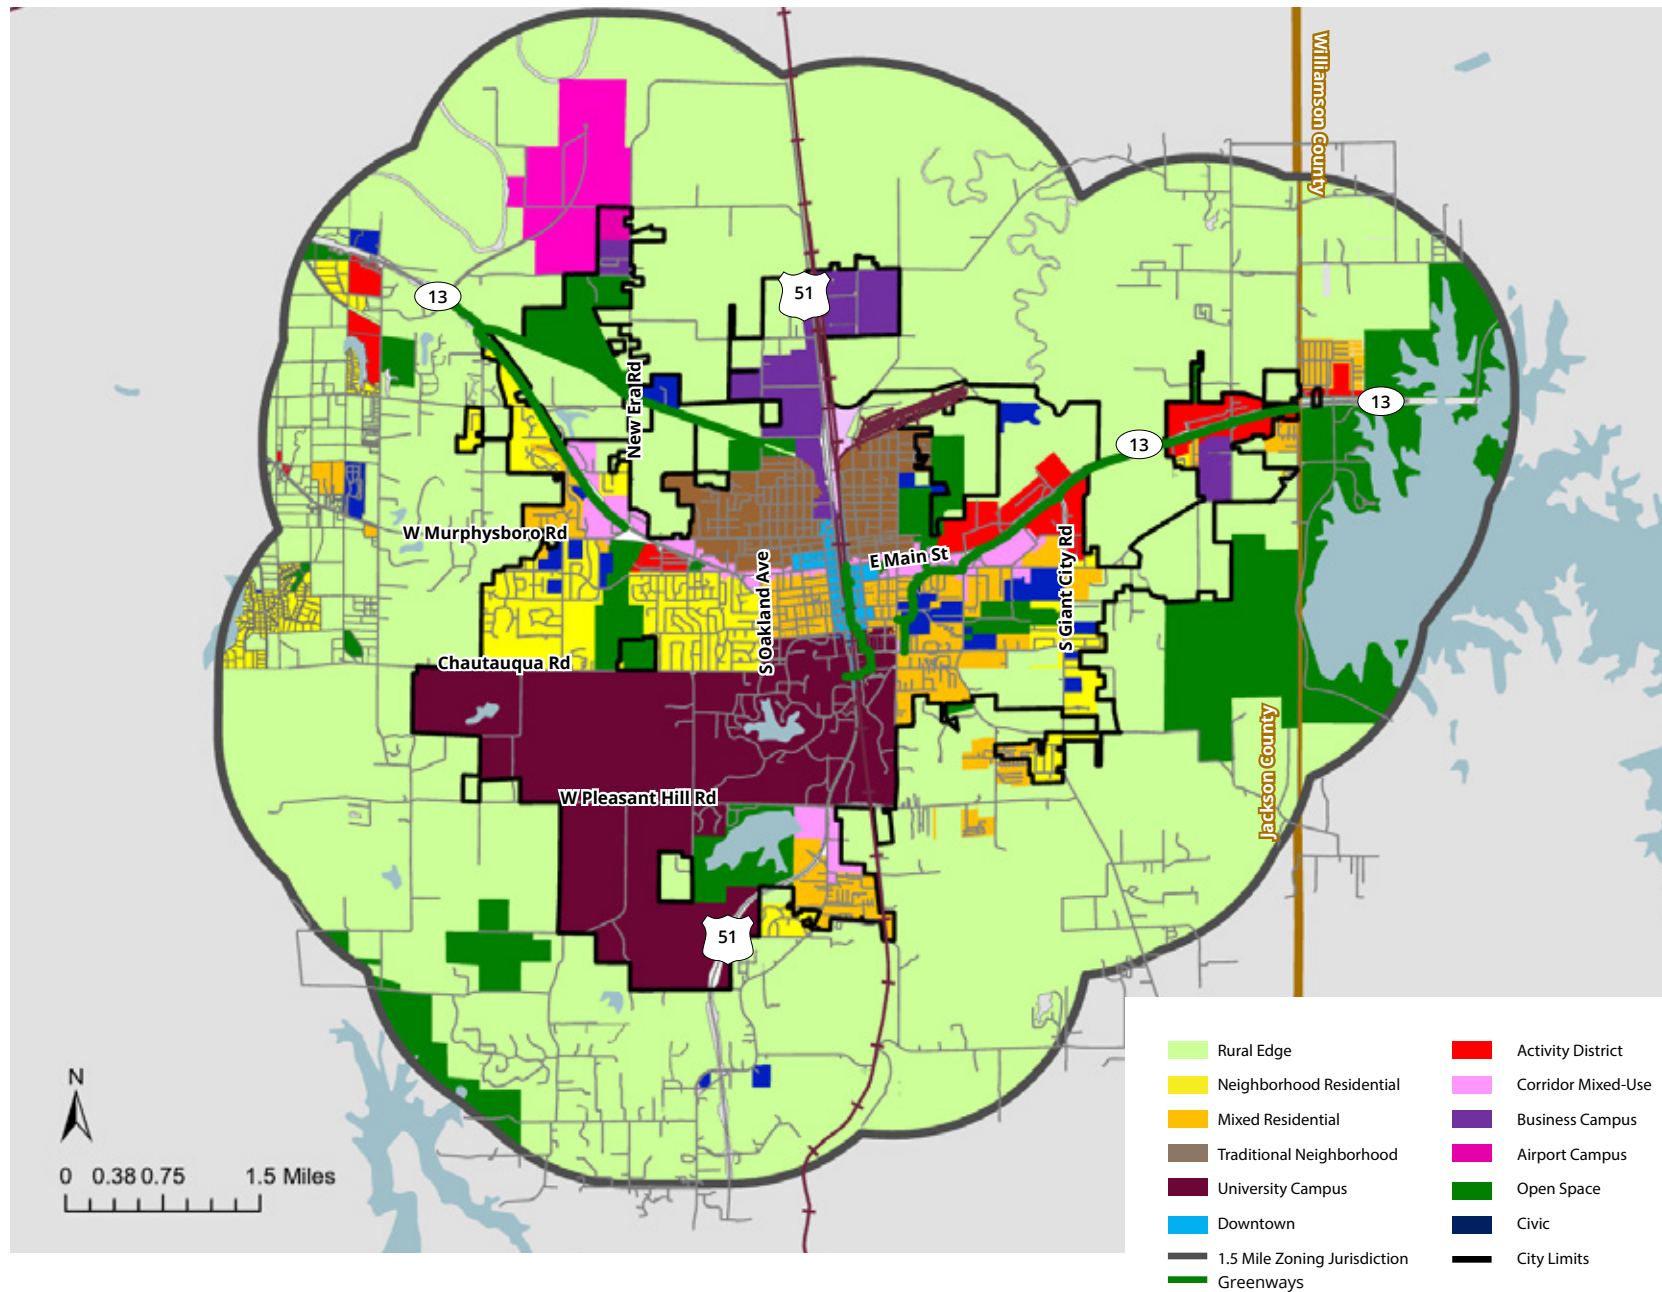 Williamson County
13
51
New Era Rd
13
13
W Murphysboro Rd
E Main St
S Oakland Ave
S Giant City Rd
Chautauqua Rd
Jackson County
W Pleasant Hill Rd
51
N
0 0.38 0.75 1.5 Miles
Rural Edge
Neighborhood Residential
Mixed Residential
Traditional Neighborhood
University Campus
Downtown
1.5 Mile Zoning Jurisdiction
Greenways
Activity District
Corridor Mixed-Use
Business Campus
Airport Campus
Open Space
Civic
City Limits